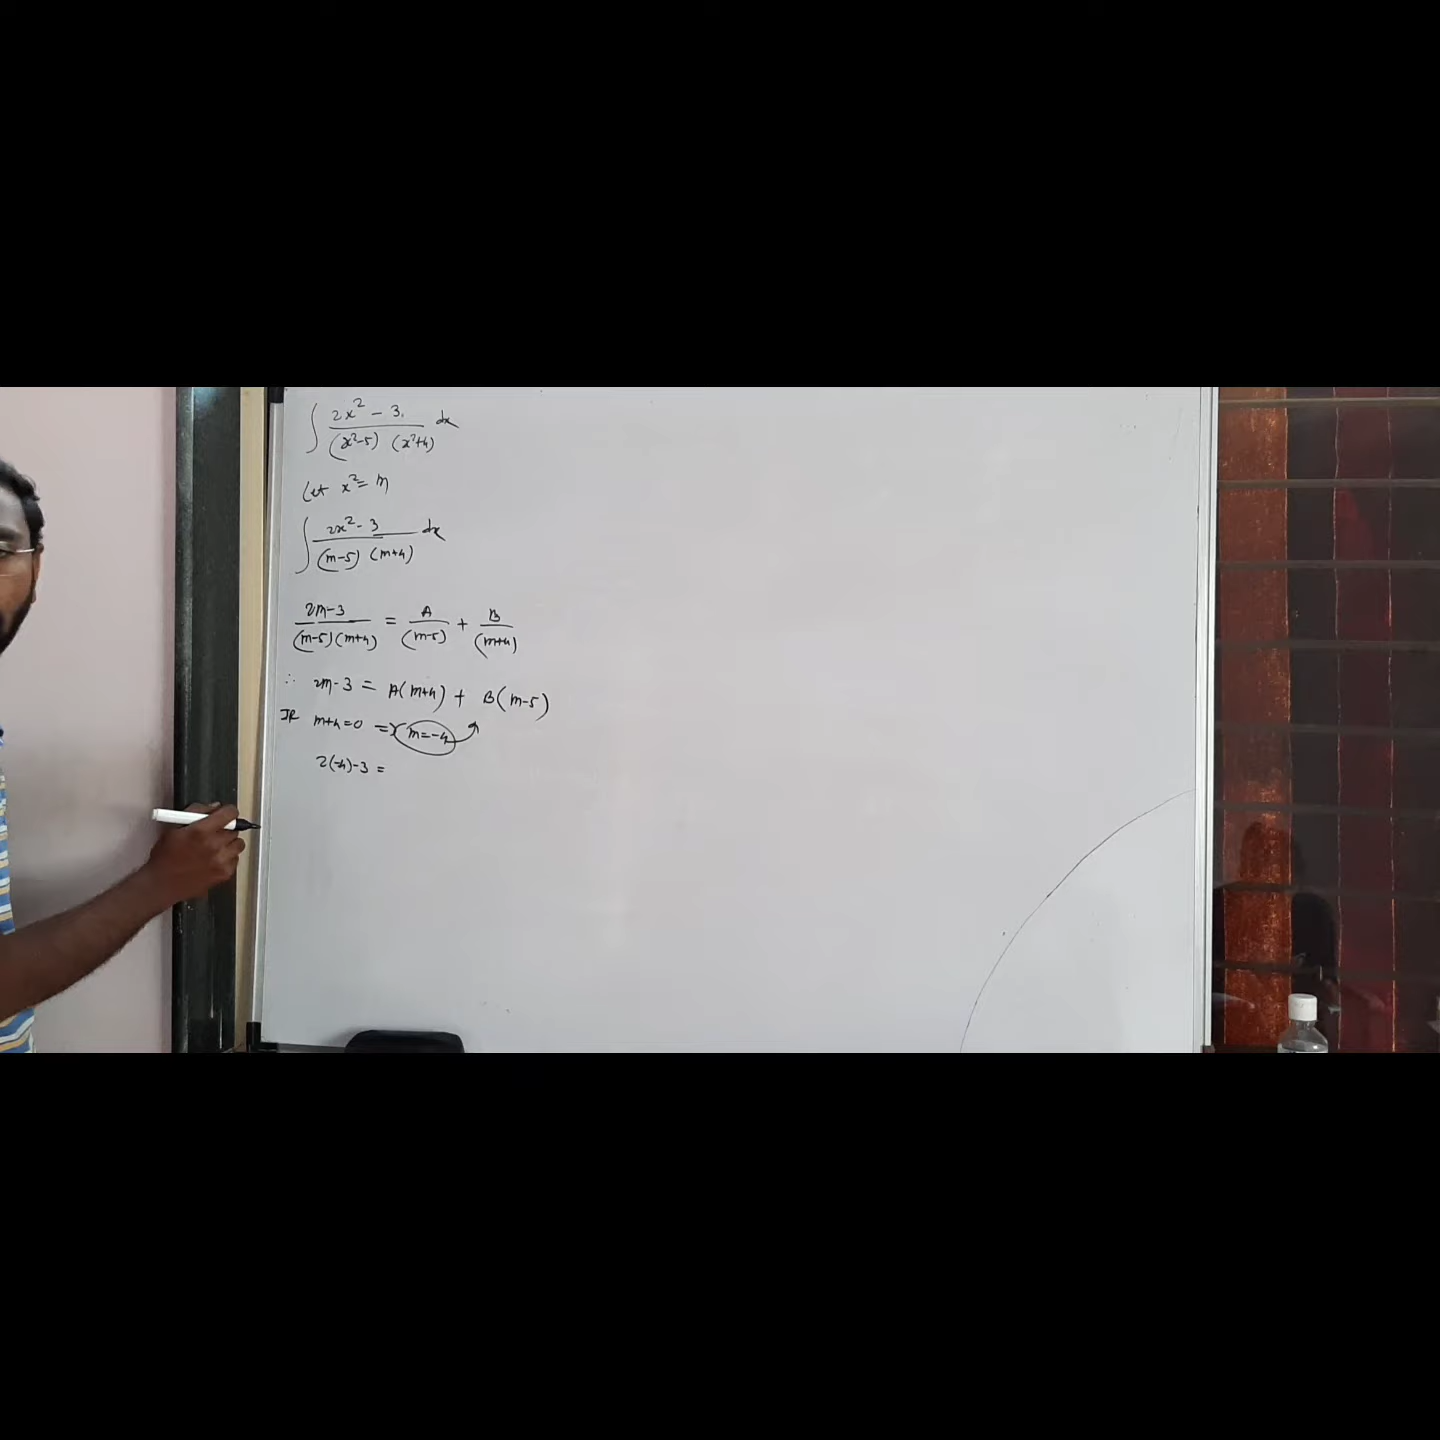 ∫ 2x² - 3 / (x²-5) (x²+4) dx
Let x² = m
∫ 2x² - 3 / (m-5) (m+4) dx
2m-3 / (m-5)(m+4) = A / (m-5) + B / (m+4)
∴ 2m-3 = A(m+4) + B(m-5)
If m+4=0 => m=-4
2(-4)-3 =